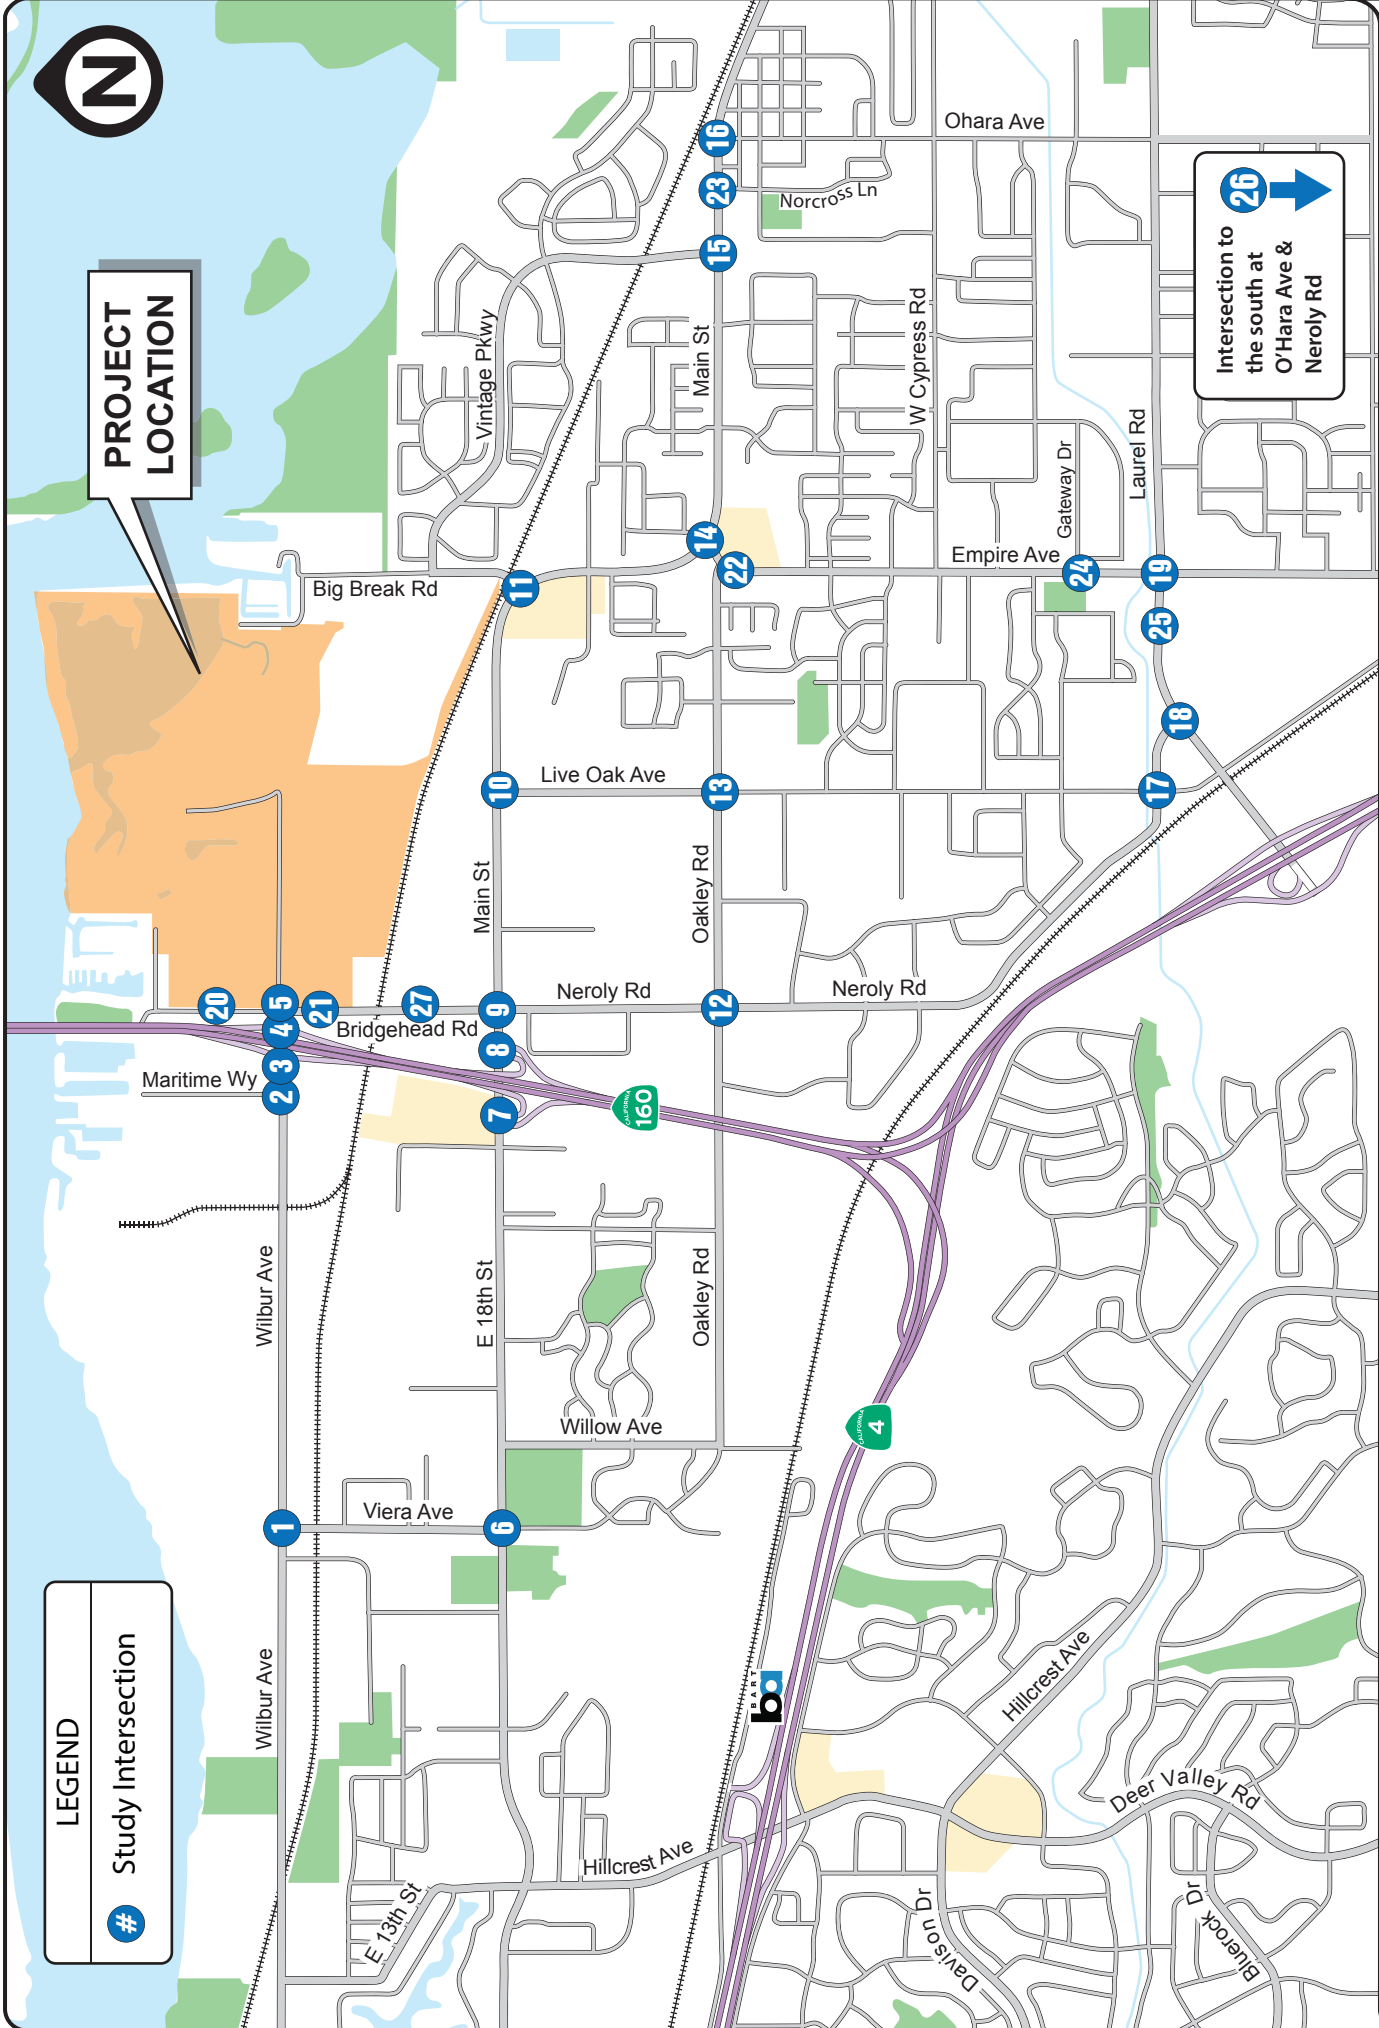 N
PROJECT
LOCATION
LEGEND
# Study Intersection
Intersection to
the south at
O'Hara Ave &
Neroly Rd
26
Wilbur Ave
Wilbur Ave
Maritime Wy
Bridgehead Rd
Big Break Rd
Vintage Pkwy
Viera Ave
E 18th St
Main St
Main St
Live Oak Ave
Neroly Rd
Neroly Rd
Oakley Rd
Oakley Rd
Willow Ave
Norcross Ln
Ohara Ave
W Cypress Rd
Empire Ave
Gateway Dr
Laurel Rd
E 13th St
Hillcrest Ave
Hillcrest Ave
Deer Valley Rd
Davison Dr
Bluerock Dr
CALIFORNIA
160
CALIFORNIA
4
BART
ba
1
2
3
4
5
6
7
8
9
10
11
12
13
14
15
16
17
18
19
20
21
22
23
24
25
27